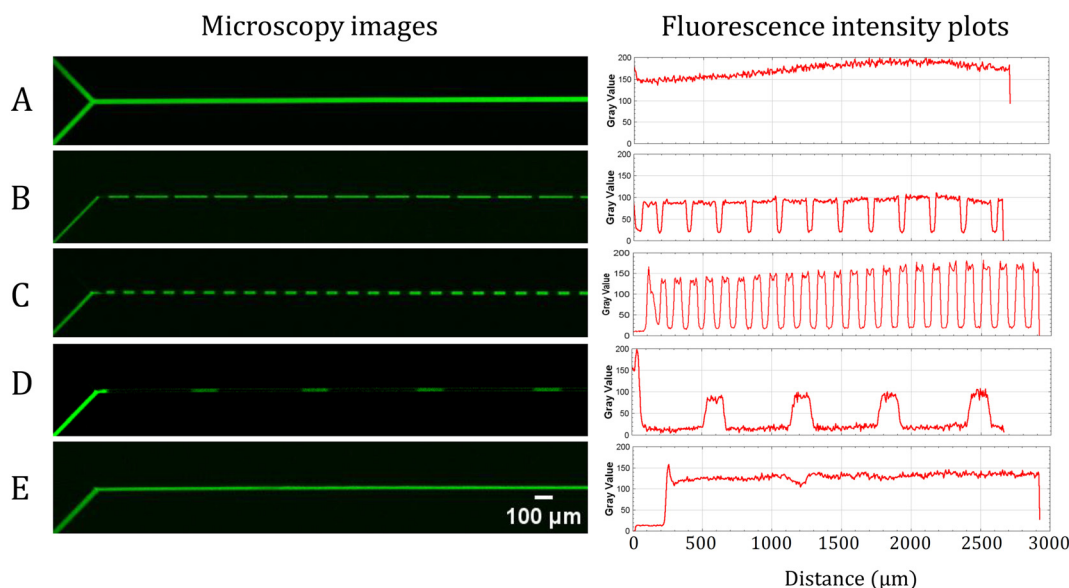 Microscopy images
Fluorescence intensity plots
A
200
150
100
50
0
Gray Value
B
200
150
100
50
0
Gray Value
C
150
100
50
0
Gray Value
D
200
150
100
50
0
Gray Value
E
100 µm
200
150
100
50
0
Gray Value
0 500 1000 1500 2000 2500 3000
Distance (µm)